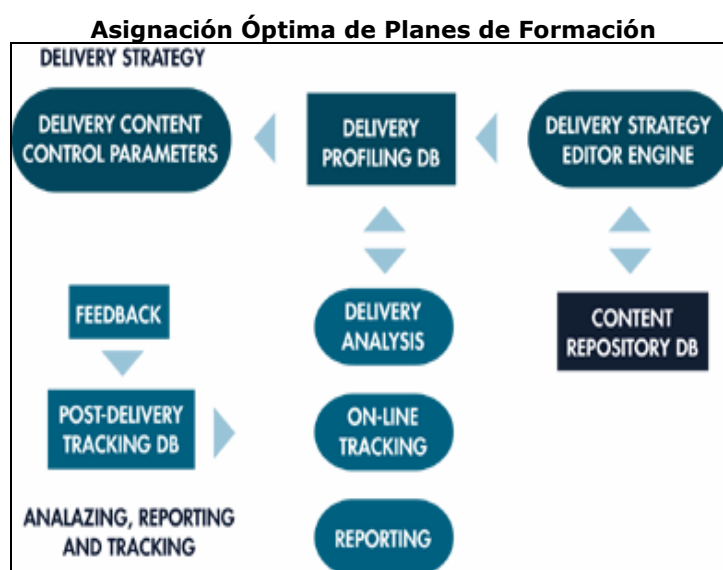 Asignación Óptima de Planes de Formación
DELIVERY STRATEGY
DELIVERY CONTENT
CONTROL PARAMETERS
DELIVERY
PROFILING DB
DELIVERY STRATEGY
EDITOR ENGINE
FEEDBACK
DELIVERY
ANALYSIS
CONTENT
REPOSITORY DB
POST-DELIVERY
TRACKING DB
ON-LINE
TRACKING
ANALAZING, REPORTING
AND TRACKING
REPORTING